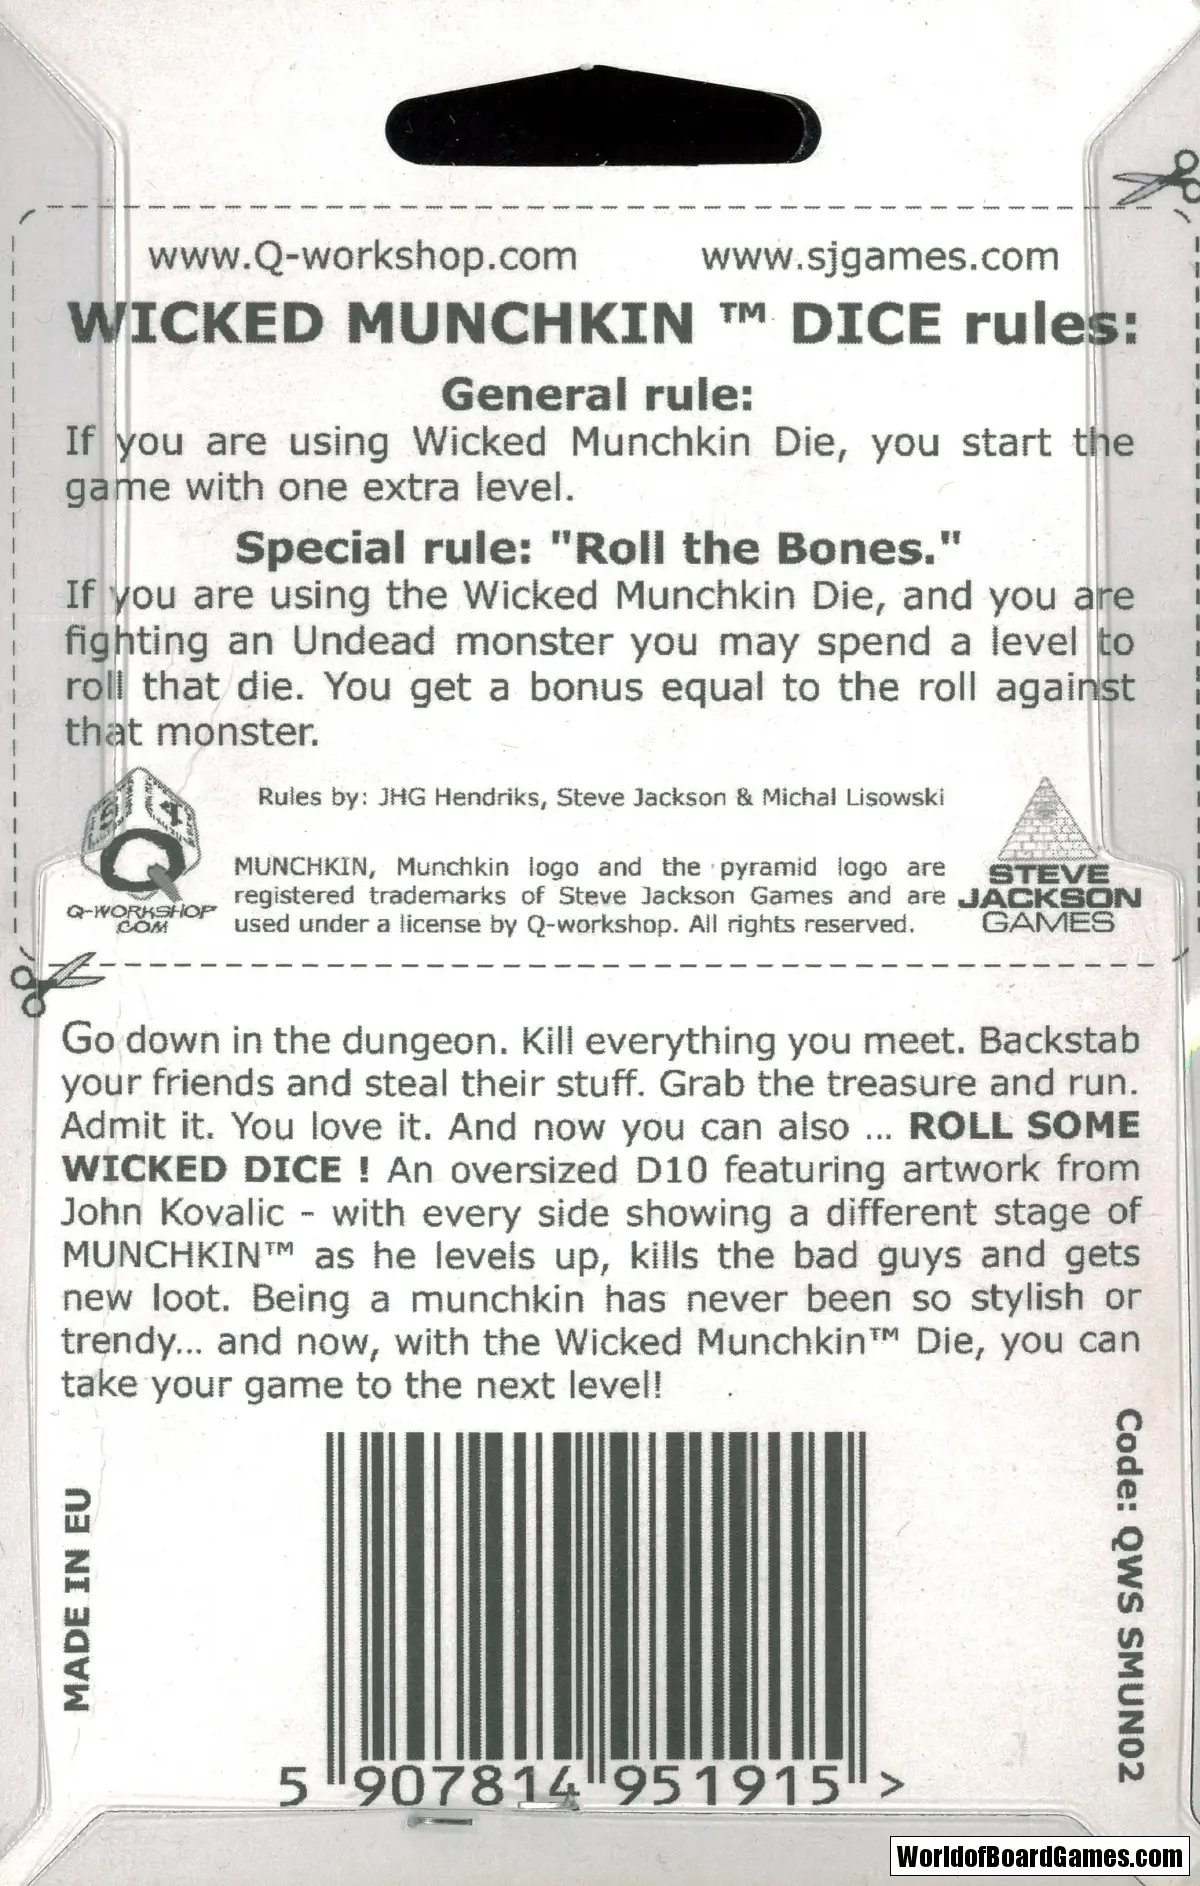 www.Q-workshop.com www.sjgames.com
WICKED MUNCHKIN ™ DICE rules:
General rule:
If you are using Wicked Munchkin Die, you start the
game with one extra level.
Special rule: "Roll the Bones."
If you are using the Wicked Munchkin Die, and you are
fighting an Undead monster you may spend a level to
roll that die. You get a bonus equal to the roll against
that monster.
Rules by: JHG Hendriks, Steve Jackson & Michal Lisowski
MUNCHKIN, Munchkin logo and the pyramid logo are
registered trademarks of Steve Jackson Games and are
used under a license by Q-workshop. All rights reserved.
5 4
Q
Q-WORKSHOP
.COM
STEVE
JACKSON
GAMES
Go down in the dungeon. Kill everything you meet. Backstab
your friends and steal their stuff. Grab the treasure and run.
Admit it. You love it. And now you can also ... ROLL SOME
WICKED DICE ! An oversized D10 featuring artwork from
John Kovalic - with every side showing a different stage of
MUNCHKIN™ as he levels up, kills the bad guys and gets
new loot. Being a munchkin has never been so stylish or
trendy... and now, with the Wicked Munchkin™ Die, you can
take your game to the next level!
MADE IN EU
Code: QWS SMUN02
5 907814 951915 >
WorldofBoardGames.com